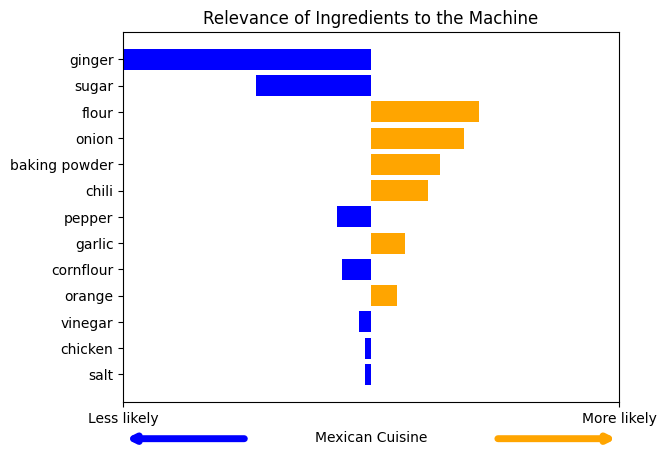 Relevance of Ingredients to the Machine
ginger
sugar
flour
onion
baking powder
chili
pepper
garlic
cornflour
orange
vinegar
chicken
salt
Less likely
More likely
Mexican Cuisine